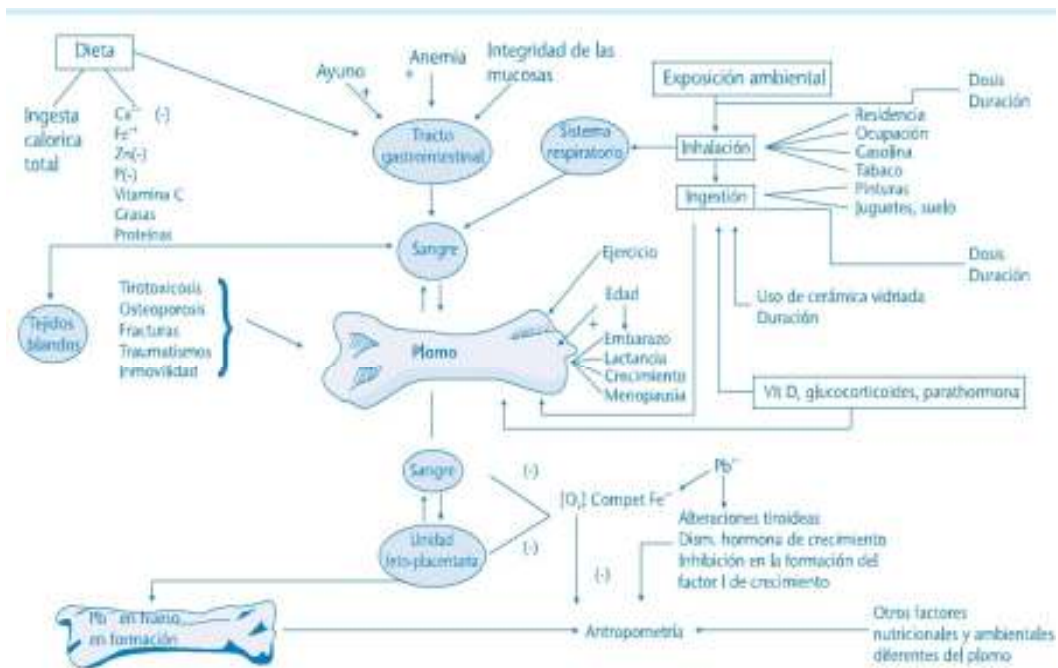 Dieta
Ingesta
calorica
total
Ca⁺⁺ (-)
Fe⁺⁺
Zn(-)
P(-)
Vitamina C
Grasas
Proteínas
Ayuno
+
Anemia
+
Integridad de las
mucosas
Tracto
gastrointestinal
Sistema
respiratorio
Exposición ambiental
Inhalación
Ingestión
Dosis
Duración
Residencia
Ocupación
Gasolina
Tabaco
Pinturas
Juguetes, suelo
Dosis
Duración
Sangre
Tejidos
blandos
Tirotoxicosis
Osteoporosis
Fracturas
Traumatismos
Inmovilidad
Plomo
Ejercicio
Edad
+
Embarazo
Lactancia
Crecimiento
Menopausia
Uso de cerámica vidriada
Duración
Vit D, glucocorticoides, parathormona
Sangre
(-)
Unidad
feto-placentaria
(-)
[O₂] Compet Fe⁺⁺
Pb⁺⁺
Alteraciones tiroideas
Dism. hormona de crecimiento
Inhibición en la formación del
factor I de crecimiento
(-)
Pb⁺⁺ en hueso
en formación
Antropometría
Otros factores
nutricionales y ambientales
diferentes del plomo